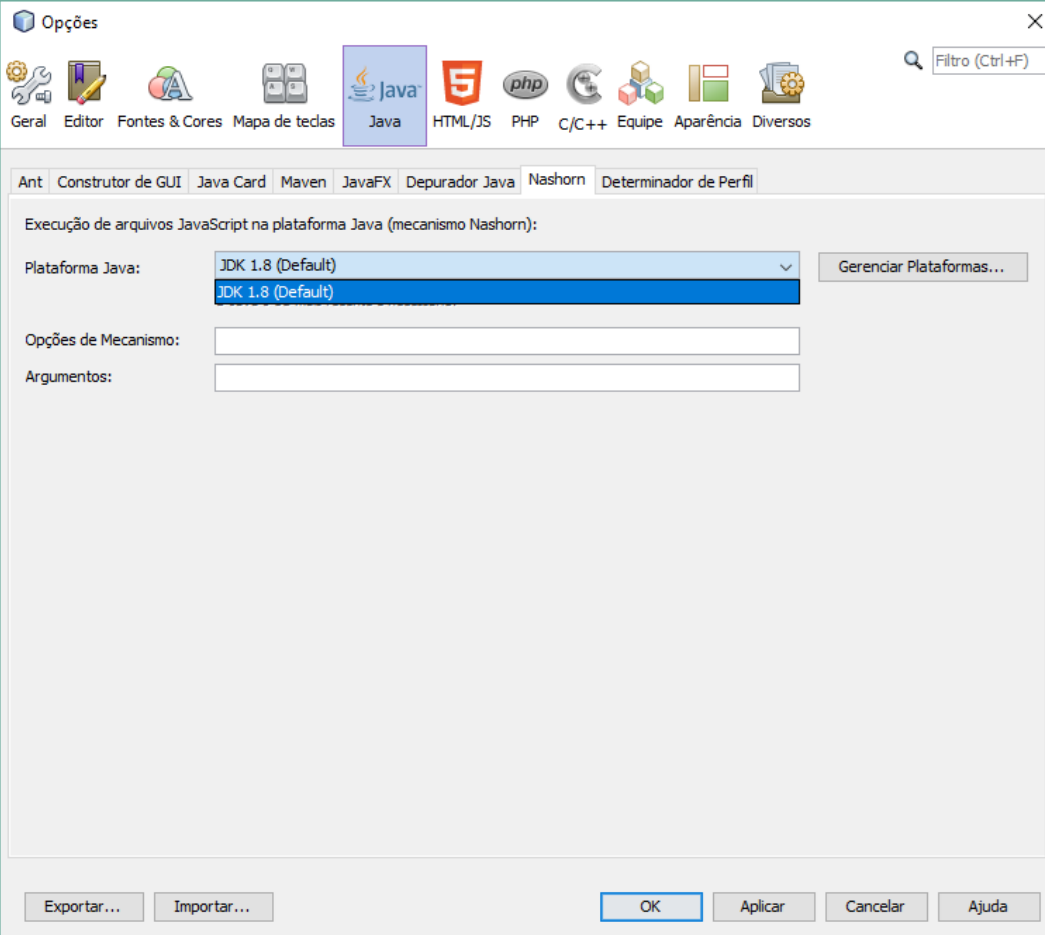 Opções
Filtro (Ctrl+F)
Java
5
php
Geral Editor Fontes & Cores Mapa de teclas Java HTML/JS PHP C/C++ Equipe Aparência Diversos
Ant Construtor de GUI Java Card Maven JavaFX Depurador Java Nashorn Determinador de Perfil
Execução de arquivos JavaScript na plataforma Java (mecanismo Nashorn):
Plataforma Java: JDK 1.8 (Default) Gerenciar Plataformas...
JDK 1.8 (Default)
Opções de Mecanismo:
Argumentos:
Exportar... Importar... OK Aplicar Cancelar Ajuda